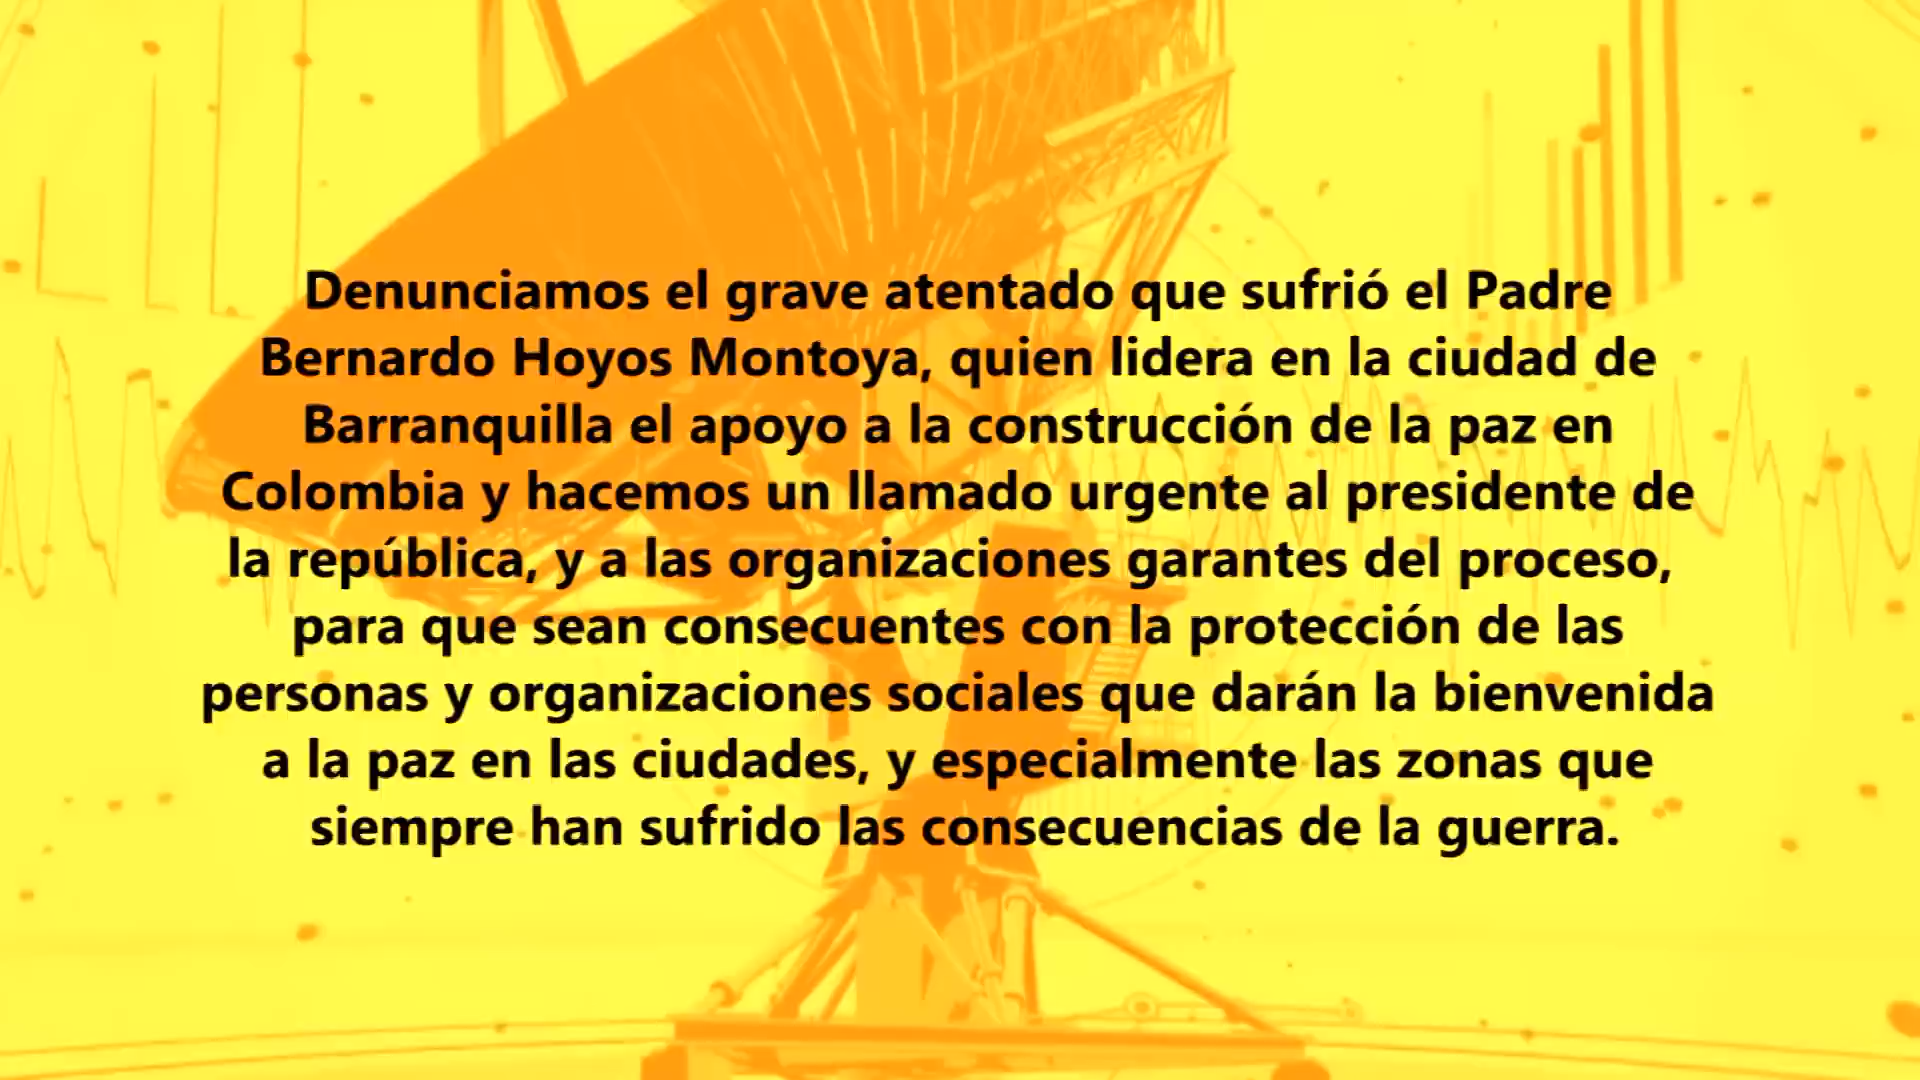 Denunciamos el grave atentado que sufrió el Padre
Bernardo Hoyos Montoya, quien lidera en la ciudad de
Barranquilla el apoyo a la construcción de la paz en
Colombia y hacemos un llamado urgente al presidente de
la república, y a las organizaciones garantes del proceso,
para que sean consecuentes con la protección de las
personas y organizaciones sociales que darán la bienvenida
a la paz en las ciudades, y especialmente las zonas que
siempre han sufrido las consecuencias de la guerra.